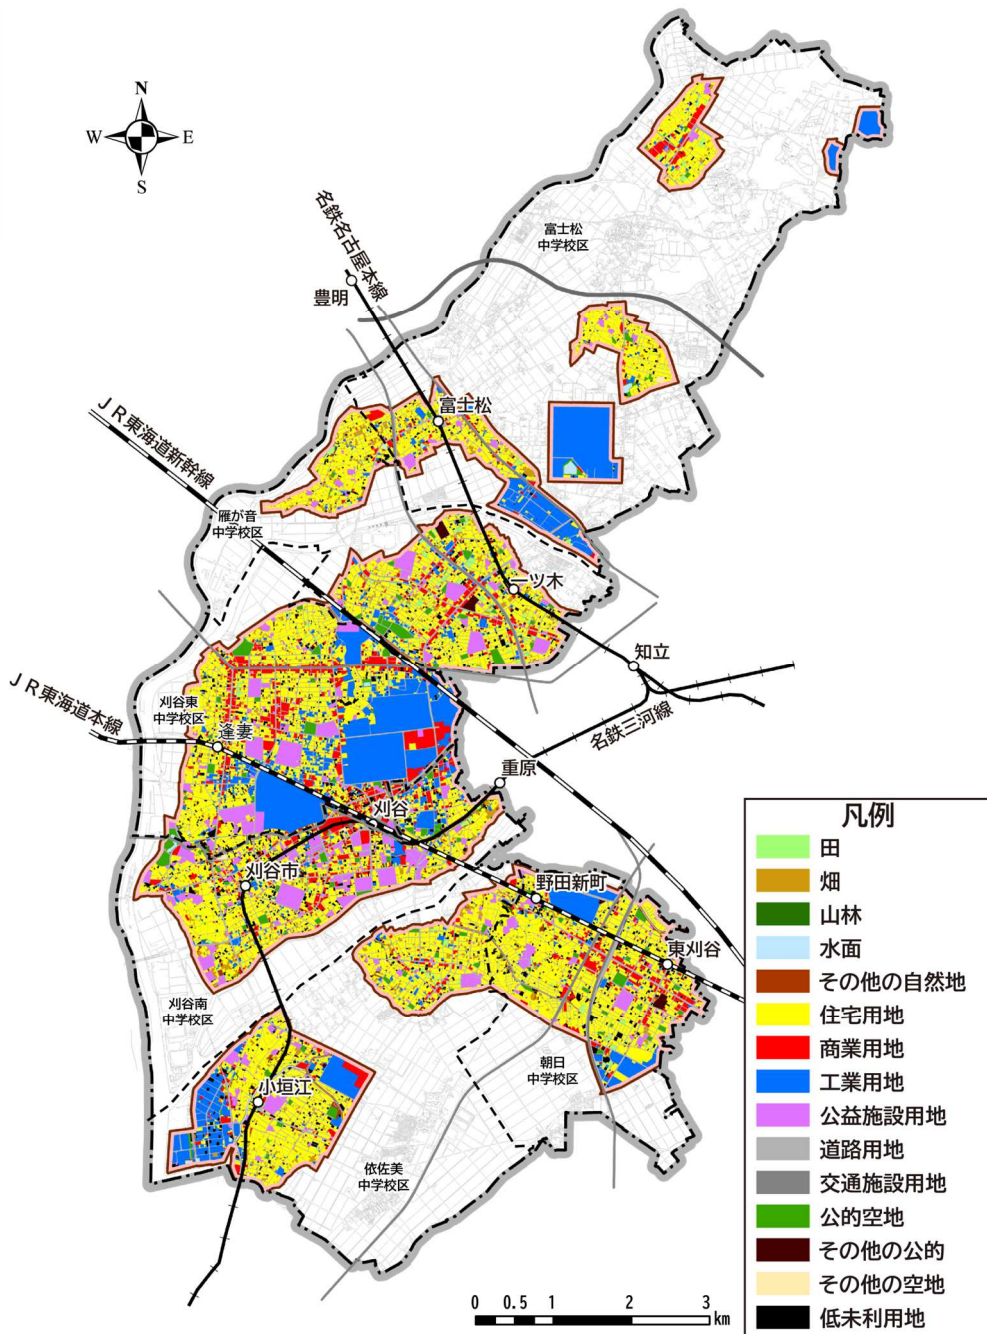 N
W
E
S
名鉄名古屋本線
豊明
富士松
中学校区
富士松
JR東海道新幹線
雁が音
中学校区
一ツ木
知立
名鉄三河線
刈谷東
中学校区
JR東海道本線
逢妻
重原
刈谷
刈谷市
野田新町
東刈谷
刈谷南
中学校区
朝日
中学校区
小垣江
依佐美
中学校区
凡例
田
畑
山林
水面
その他の自然地
住宅用地
商業用地
工業用地
公益施設用地
道路用地
交通施設用地
公的空地
その他の公的
その他の空地
低未利用地
0 0.5 1 2 3 km